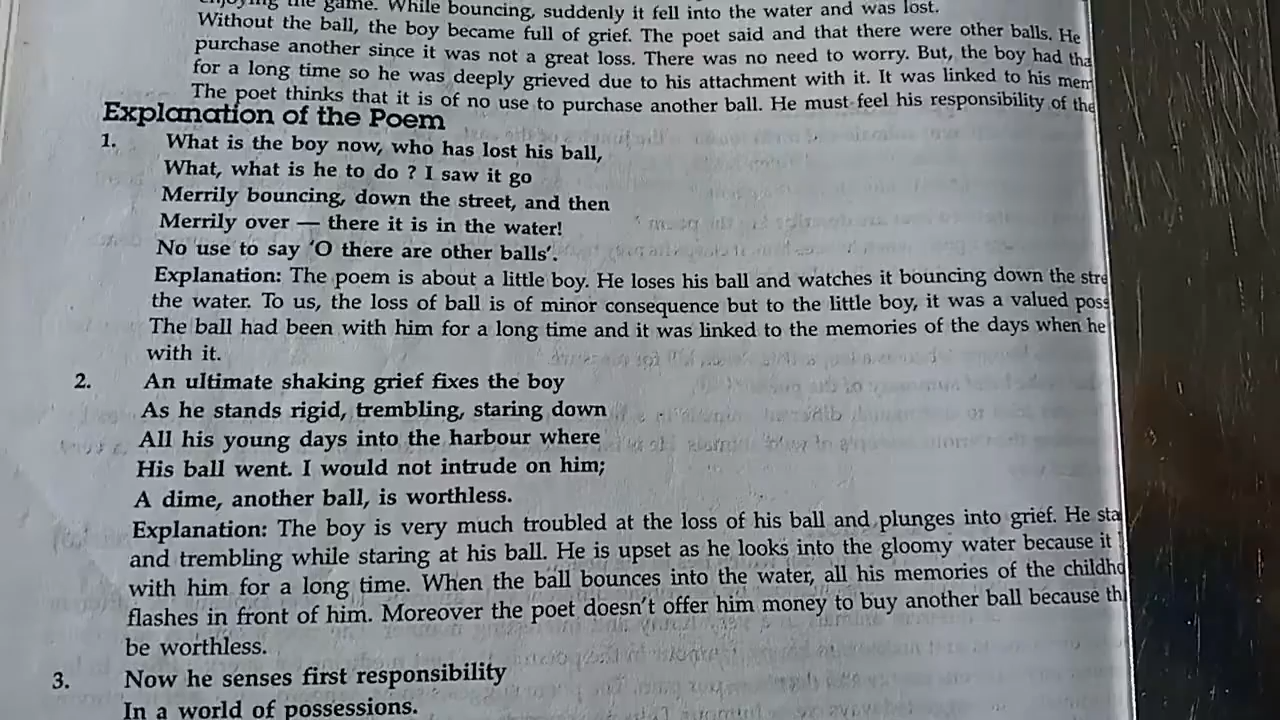 the game. While bouncing, suddenly it fell into the water and was lost.
Without the ball, the boy became full of grief. The poet said and that there were other balls. He
purchase another since it was not a great loss. There was no need to worry. But, the boy had
for a long time so he was deeply grieved due to his attachment with it. It was linked to his
The poet thinks that it is of no use to purchase another ball. He must feel his responsibility of the
Explanation of the Poem
1. What is the boy now, who has lost his ball,
What, what is he to do ? I saw it go
Merrily bouncing, down the street, and then
Merrily over — there it is in the water!
No use to say ‘O there are other balls’.
Explanation: The poem is about a little boy. He loses his ball and watches it bouncing down the
the water. To us, the loss of ball is of minor consequence but to the little boy, it was a valued
The ball had been with him for a long time and it was linked to the memories of the days when he
with it.
2. An ultimate shaking grief fixes the boy
As he stands rigid, trembling, staring down
All his young days into the harbour where
His ball went. I would not intrude on him;
A dime, another ball, is worthless.
Explanation: The boy is very much troubled at the loss of his ball and plunges into grief. He
and trembling while staring at his ball. He is upset as he looks into the gloomy water because it
with him for a long time. When the ball bounces into the water, all his memories of the
flashes in front of him. Moreover the poet doesn’t offer him money to buy another ball because
be worthless.
3. Now he senses first responsibility
In a world of possessions.